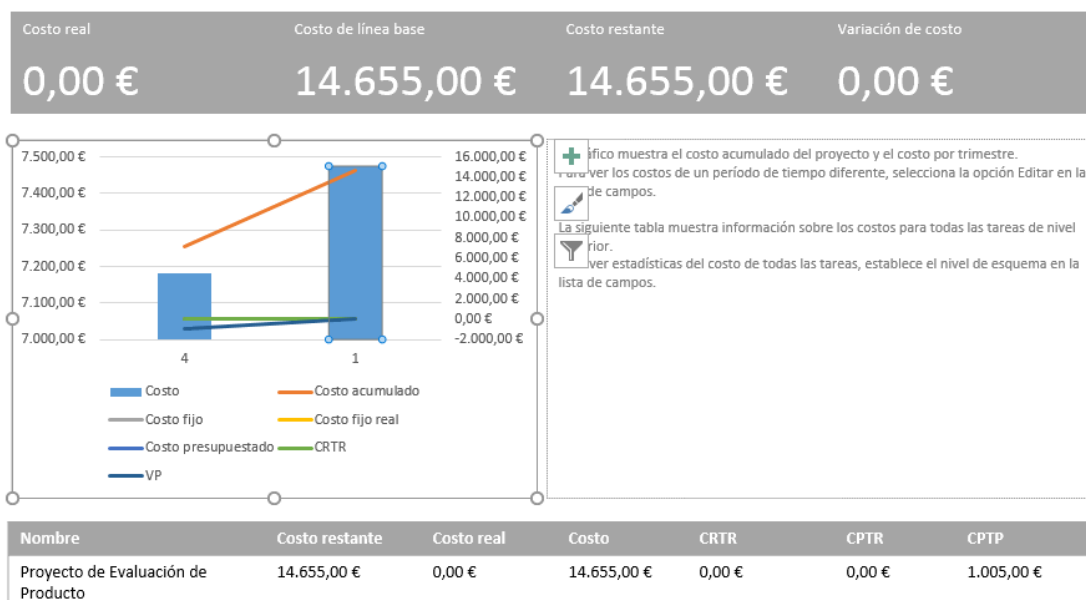 Costo real
Costo de línea base
Costo restante
Variación de costo
0,00 €
14.655,00 €
14.655,00 €
0,00 €
7.500,00 €
7.400,00 €
7.300,00 €
7.200,00 €
7.100,00 €
7.000,00 €
16.000,00 €
14.000,00 €
12.000,00 €
10.000,00 €
8.000,00 €
6.000,00 €
4.000,00 €
2.000,00 €
0,00 €
-2.000,00 €
4
1
Costo
Costo acumulado
Costo fijo
Costo fijo real
Costo presupuestado
CRTR
VP
muestra el costo acumulado del proyecto y el costo por trimestre.
ver los costos de un período de tiempo diferente, selecciona la opción Editar en la
de campos.
La siguiente tabla muestra información sobre los costos para todas las tareas de nivel
ver estadísticas del costo de todas las tareas, establece el nivel de esquema en la
lista de campos.
Nombre Costo restante Costo real Costo CRTR CPTR CPTP
Proyecto de Evaluación de 14.655,00 € 0,00 € 14.655,00 € 0,00 € 0,00 € 1.005,00 €
Producto